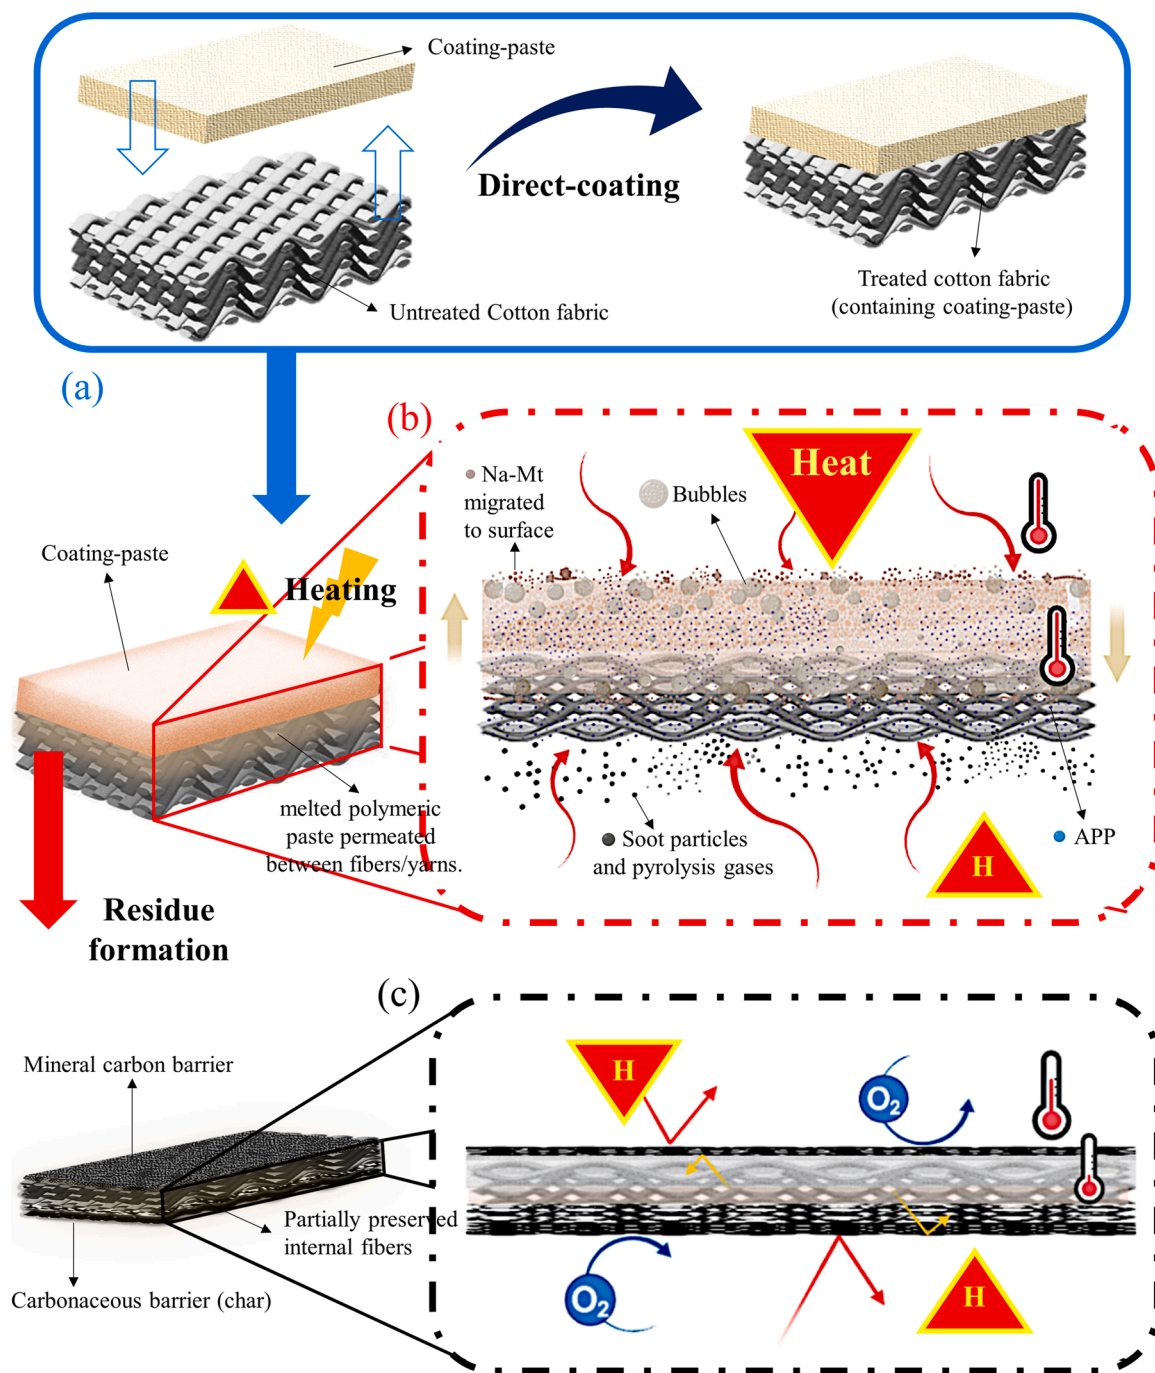 Coating-paste
Direct-coating
Untreated Cotton fabric
Treated cotton fabric
(containing coating-paste)
(a)
(b)
Heat
Na-Mt
migrated
to surface
Bubbles
Coating-paste
Heating
melted polymeric
paste permeated
between fibers/yarns.
Soot particles
and pyrolysis gases
APP
H
Residue
formation
(c)
Mineral carbon barrier
H
O2
Partially preserved
internal fibers
Carbonaceous barrier (char)
O2
H